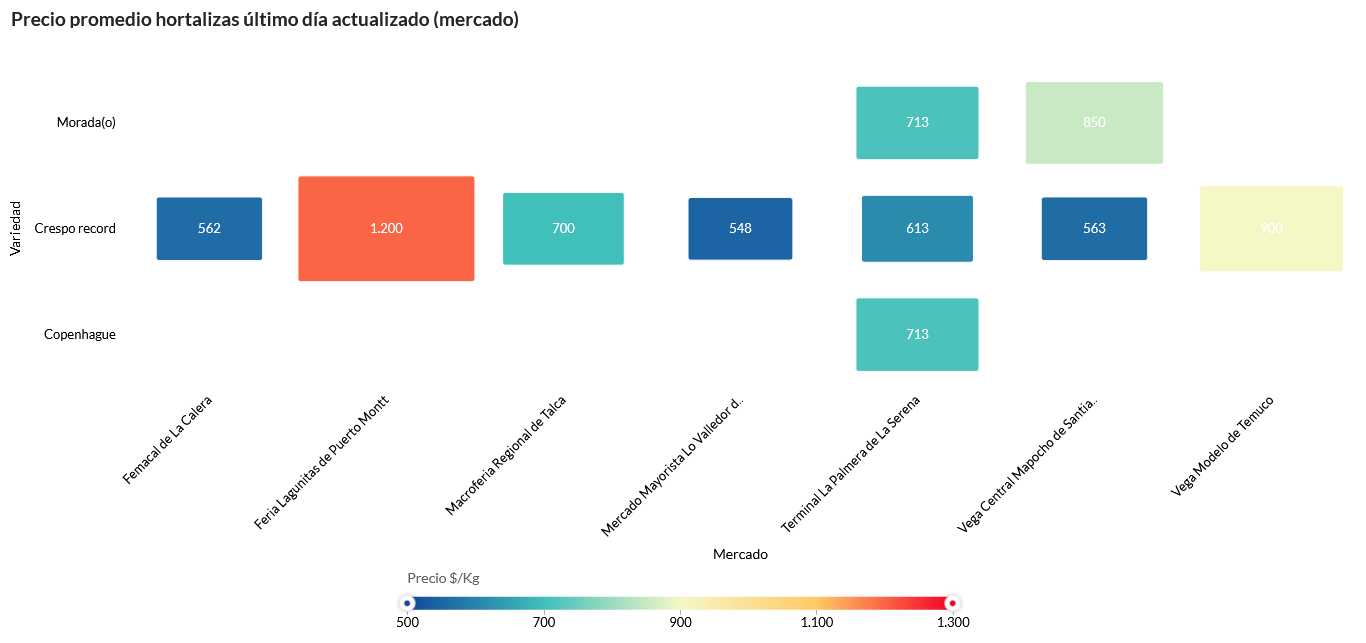 Precio promedio hortalizas último día actualizado (mercado)
Variedad
Morada(o)
713
850
Crespo record
562
1.200
700
548
613
563
900
Copenhague
713
Femacal de La Calera
Feria Lagunitas de Puerto Montt
Macroferia Regional de Talca
Mercado Mayorista Lo Valledor d..
Terminal La Palmera de La Serena
Vega Central Mapocho de Santia..
Vega Modelo de Temuco
Mercado
Precio $/Kg
500
700
900
1.100
1.300